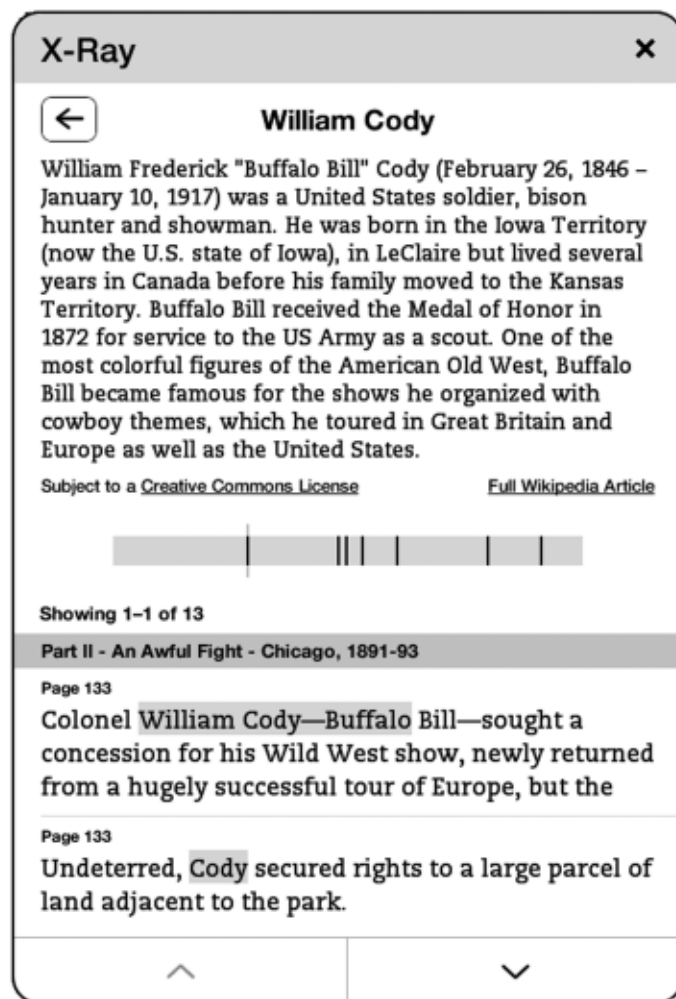 X-Ray
William Cody
William Frederick "Buffalo Bill" Cody (February 26, 1846 –
January 10, 1917) was a United States soldier, bison
hunter and showman. He was born in the Iowa Territory
(now the U.S. state of Iowa), in LeClaire but lived several
years in Canada before his family moved to the Kansas
Territory. Buffalo Bill received the Medal of Honor in
1872 for service to the US Army as a scout. One of the
most colorful figures of the American Old West, Buffalo
Bill became famous for the shows he organized with
cowboy themes, which he toured in Great Britain and
Europe as well as the United States.
Subject to a Creative Commons License Full Wikipedia Article
Showing 1–1 of 13
Part II - An Awful Fight - Chicago, 1891-93
Page 133
Colonel William Cody—Buffalo Bill—sought a
concession for his Wild West show, newly returned
from a hugely successful tour of Europe, but the
Page 133
Undeterred, Cody secured rights to a large parcel of
land adjacent to the park.